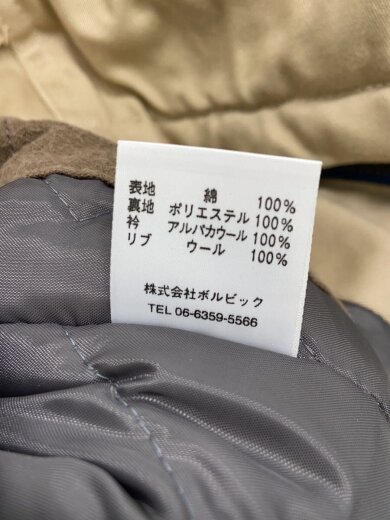 表地 綿 100%
裏地 ポリエステル 100%
衿 アルパカウール 100%
リブ ウール 100%
株式会社ボルビック
TEL 06-6359-5566